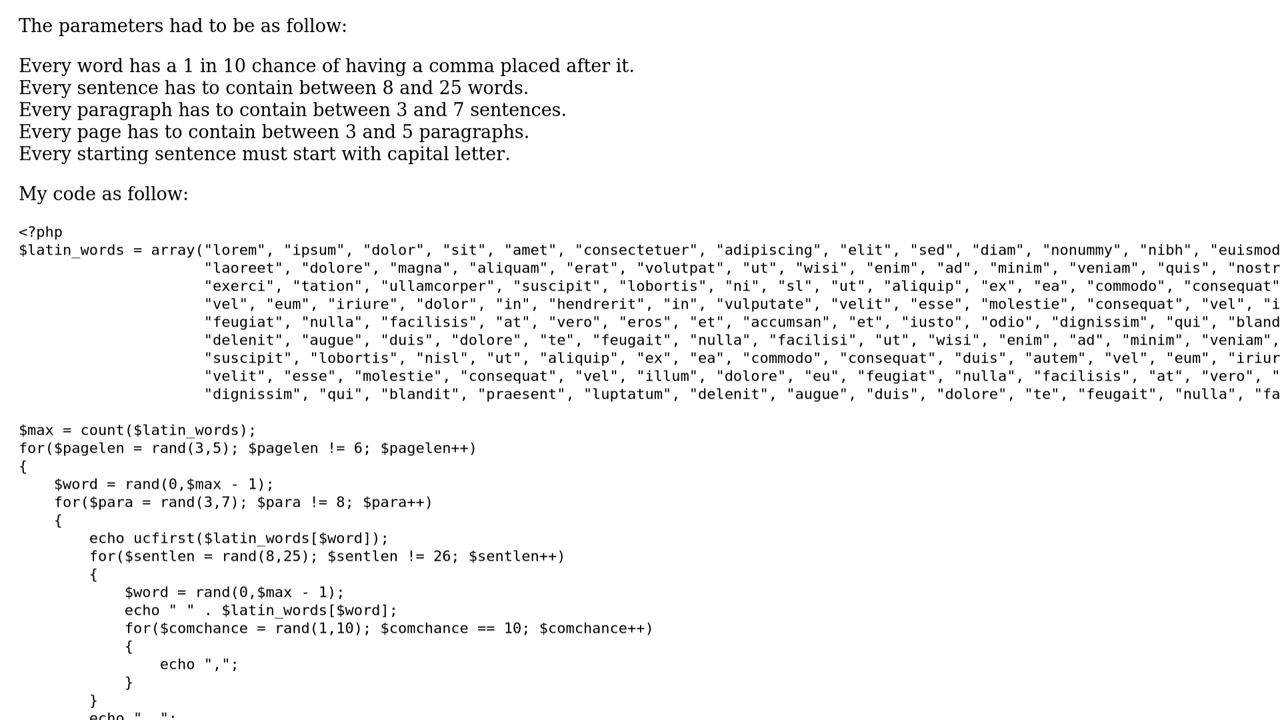 The parameters had to be as follow:
Every word has a 1 in 10 chance of having a comma placed after it.
Every sentence has to contain between 8 and 25 words.
Every paragraph has to contain between 3 and 7 sentences.
Every page has to contain between 3 and 5 paragraphs.
Every starting sentence must start with capital letter.
My code as follow:
<?php
$latin_words = array("lorem", "ipsum", "dolor", "sit", "amet", "consectetuer", "adipiscing", "elit", "sed", "diam", "nonummy", "nibh", "euismod
"laoreet", "dolore", "magna", "aliquam", "erat", "volutpat", "ut", "wisi", "enim", "ad", "minim", "veniam", "quis", "nostr
"exerci", "tation", "ullamcorper", "suscipit", "lobortis", "ni", "sl", "ut", "aliquip", "ex", "ea", "commodo", "consequat"
"vel", "eum", "iriure", "dolor", "in", "hendrerit", "in", "vulputate", "velit", "esse", "molestie", "consequat", "vel", "i
"feugiat", "nulla", "facilisis", "at", "vero", "eros", "et", "accumsan", "et", "iusto", "odio", "dignissim", "qui", "bland
"delenit", "augue", "duis", "dolore", "te", "feugait", "nulla", "facilisi", "ut", "wisi", "enim", "ad", "minim", "veniam",
"suscipit", "lobortis", "nisl", "ut", "aliquip", "ex", "ea", "commodo", "consequat", "duis", "autem", "vel", "eum", "iriur
"velit", "esse", "molestie", "consequat", "vel", "illum", "dolore", "eu", "feugiat", "nulla", "facilisis", "at", "vero", "
"dignissim", "qui", "blandit", "praesent", "luptatum", "delenit", "augue", "duis", "dolore", "te", "feugait", "nulla", "fa
$max = count($latin_words);
for($pagelen = rand(3,5); $pagelen != 6; $pagelen++)
{
$word = rand(0,$max - 1);
for($para = rand(3,7); $para != 8; $para++)
{
echo ucfirst($latin_words[$word]);
for($sentlen = rand(8,25); $sentlen != 26; $sentlen++)
{
$word = rand(0,$max - 1);
echo " " . $latin_words[$word];
for($comchance = rand(1,10); $comchance == 10; $comchance++)
{
echo ",";
}
}
echo ". ";